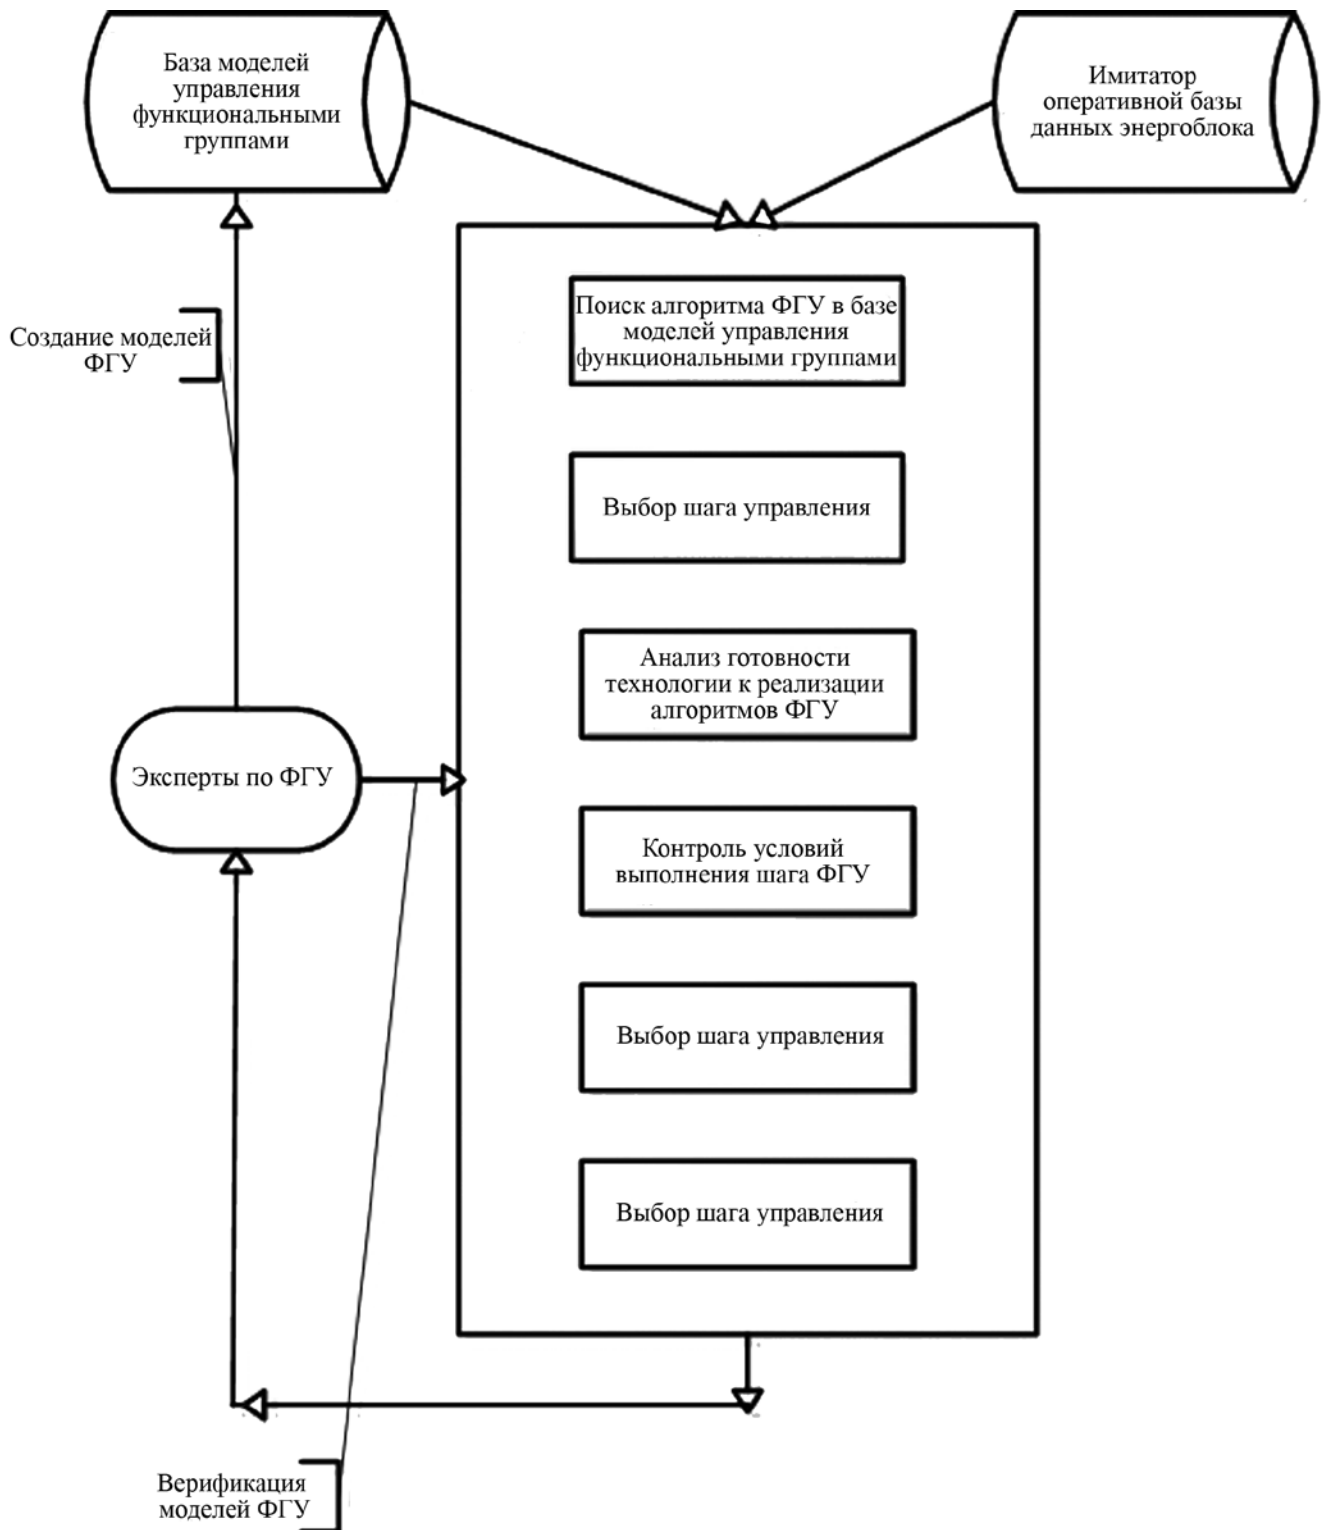 База моделей
управления
функциональными
группами
Имитатор
оперативной базы
данных энергоблока
Создание моделей
ФГУ
Поиск алгоритма ФГУ в базе
моделей управления
функциональными группами
Выбор шага управления
Анализ готовности
технологии к реализации
алгоритмов ФГУ
Эксперты по ФГУ
Контроль условий
выполнения шага ФГУ
Выбор шага управления
Выбор шага управления
Верификация
моделей ФГУ